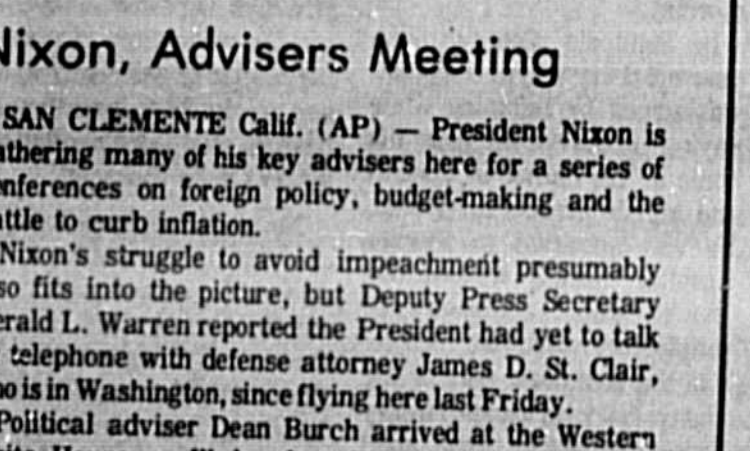 Nixon, Advisers Meeting
SAN CLEMENTE Calif. (AP) — President Nixon is
athering many of his key advisers here for a series of
nferences on foreign policy, budget-making and the
ttle to curb inflation.
Nixon's struggle to avoid impeachment presumably
so fits into the picture, but Deputy Press Secretary
erald L. Warren reported the President had yet to talk
telephone with defense attorney James D. St. Clair,
ho is in Washington, since flying here last Friday.
Political adviser Dean Burch arrived at the Western